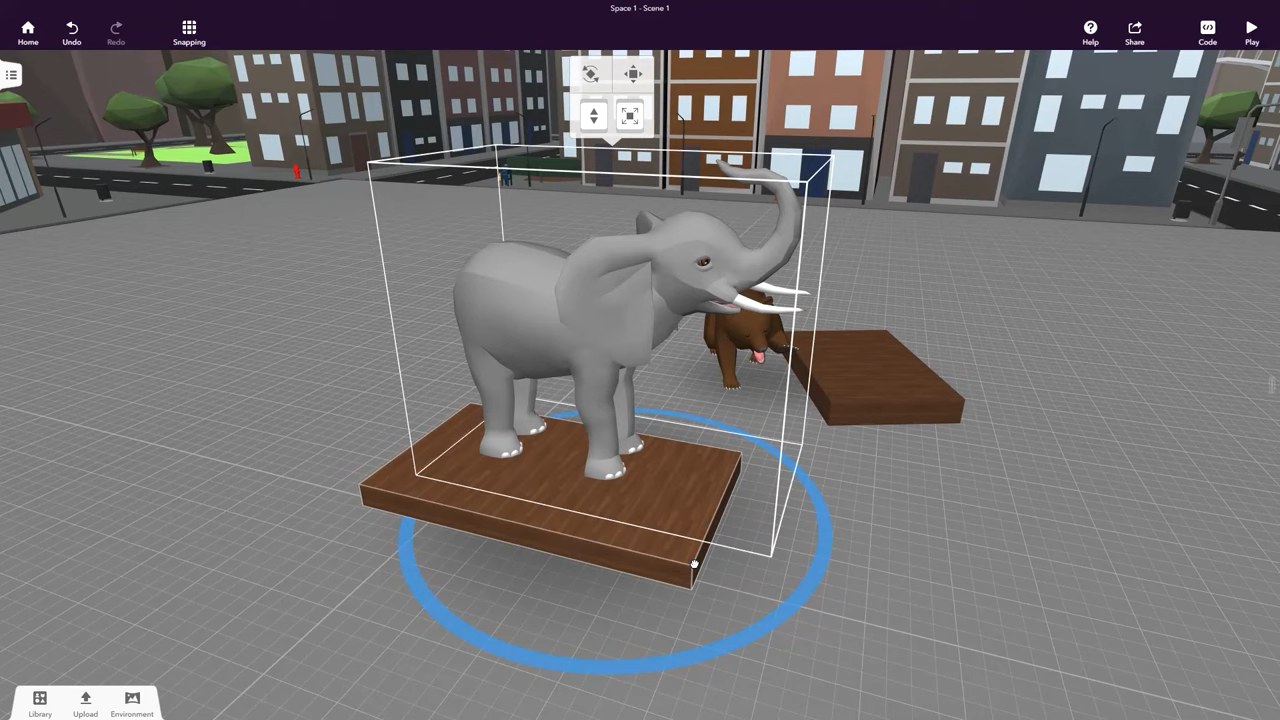 Space 1 - Scene 1
Home
Undo
Redo
Snapping
Help
Share
Code
Play
Library
Upload
Environment